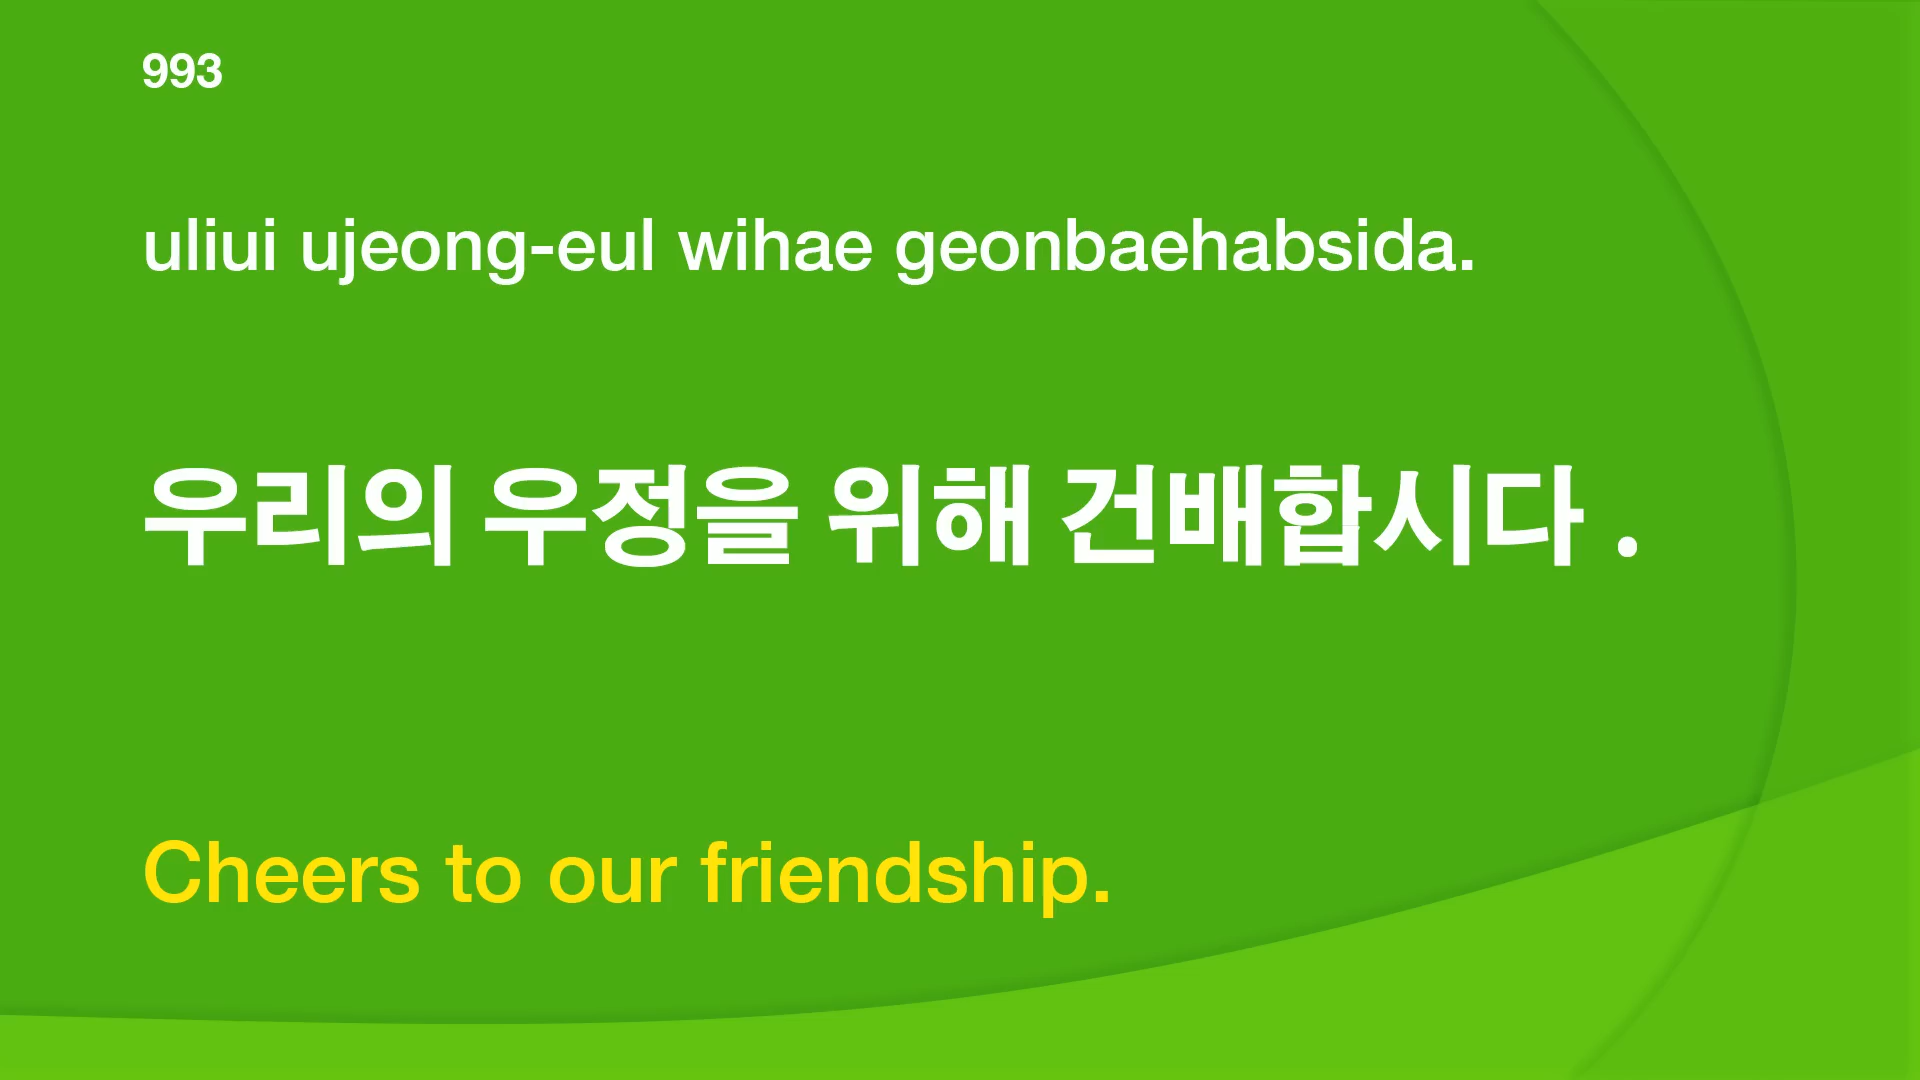 993
uliui ujeong-eul wihae geonbaehabsida.
우리의 우정을 위해 건배합시다 .
Cheers to our friendship.